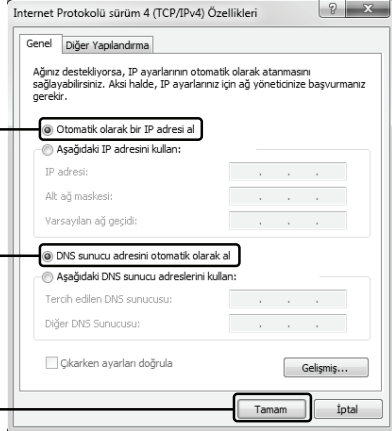 Internet Protokolü sürüm 4 (TCP/IPv4) Özellikleri
Genel Diğer Yapılandırma
Ağınız destekliyorsa, IP ayarlarının otomatik olarak atanmasını
sağlayabilirsiniz. Aksi halde, IP ayarlarınız için ağ yöneticinize başvurmanız
gerekir.
Otomatik olarak bir IP adresi al
Aşağıdaki IP adresini kullan:
IP adresi:
Alt ağ maskesi:
Varsayılan ağ geçidi:
DNS sunucu adresini otomatik olarak al
Aşağıdaki DNS sunucu adreslerini kullan:
Tercih edilen DNS sunucusu:
Diğer DNS Sunucusu:
Çıkarken ayarları doğrula
Gelişmiş...
Tamam İptal